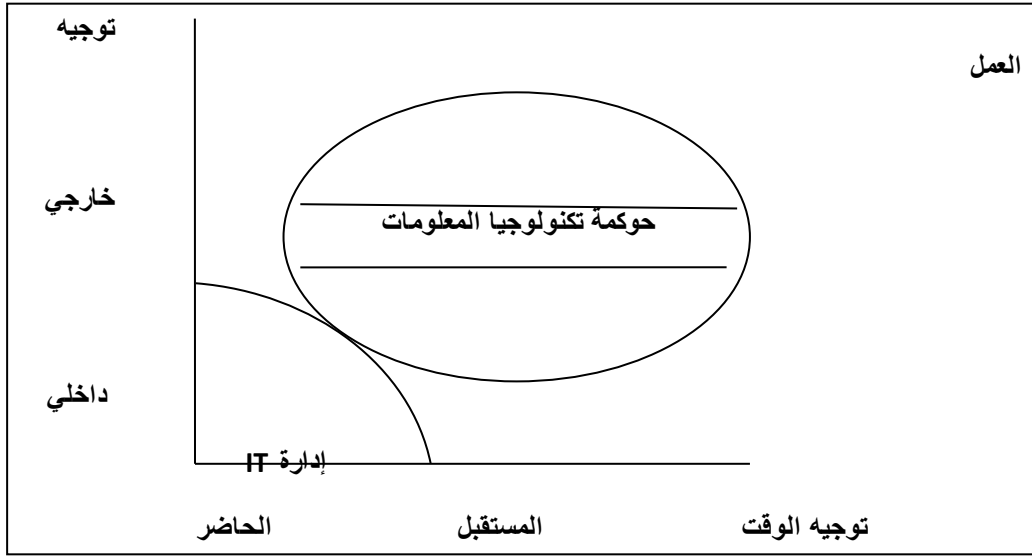 توجيه
العمل
خارجي
حوكمة تكنولوجيا المعلومات
داخلي
إدارة IT
الحاضر
المستقبل
توجيه الوقت